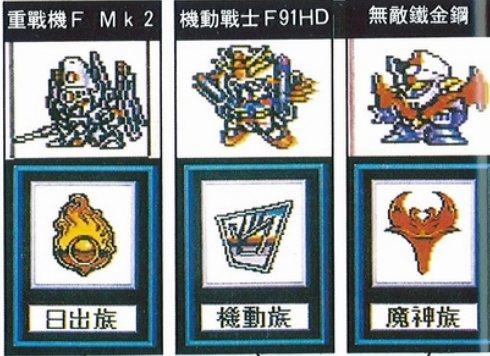 重戰機F Mk2
機動戰士F91HD
無敵鐵金鋼
日出族
機動族
魔神族